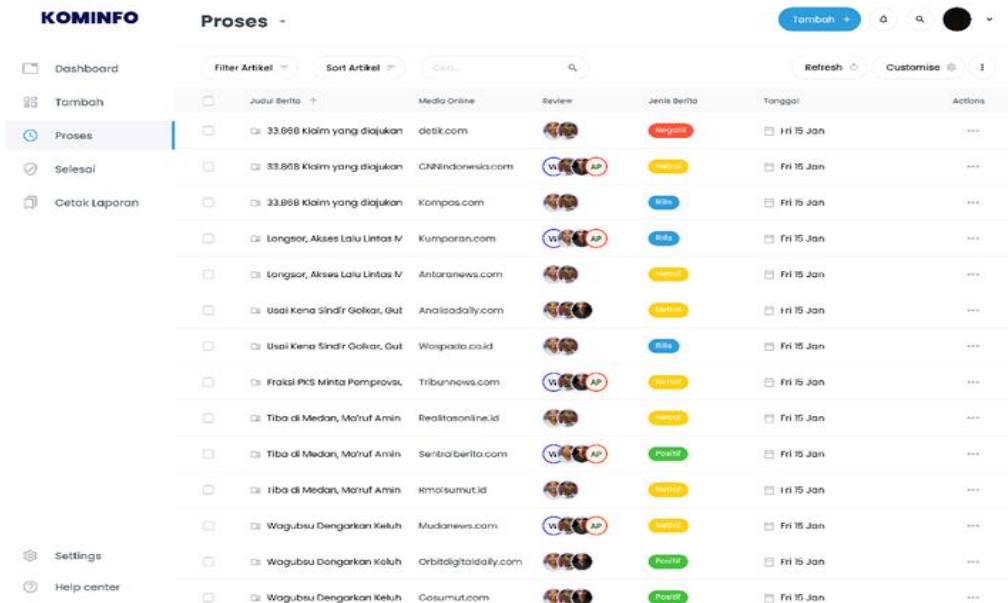 KOMINFO
Proses
Tambah +
Dashboard
Tambah
Proses
Selesai
Cetak Laporan
Settings
Help center
Filter Artikel
Sort Artikel
Cari...
Refresh
Customise
Judul Berita Media Online Review Jenis Berita Tanggal Actions
33.868 Klaim yang diajukan detik.com Negatif Fri 15 Jan
33.868 Klaim yang diajukan CNNIndonesia.com VI AP Netral Fri 15 Jan
33.868 Klaim yang diajukan Kompas.com Rilis Fri 15 Jan
Longsor, Akses Lalu Lintas M Kumparan.com VI AP Rilis Fri 15 Jan
Longsor, Akses Lalu Lintas M Antaranews.com Netral Fri 15 Jan
Usai Kena Sindir Golkar, Gub Analisadaily.com Netral Fri 15 Jan
Usai Kena Sindir Golkar, Gub Waspada.co.id Rilis Fri 15 Jan
Fraksi PKS Minta Pemprovsu Tribunnews.com VI AP Netral Fri 15 Jan
Tiba di Medan, Ma'ruf Amin Realitasonline.id Netral Fri 15 Jan
Tiba di Medan, Ma'ruf Amin Sentralberita.com VI AP Positif Fri 15 Jan
Tiba di Medan, Ma'ruf Amin Rmolsumut.id Netral Fri 15 Jan
Wagubsu Dengarkan Keluh Mudanews.com VI AP Netral Fri 15 Jan
Wagubsu Dengarkan Keluh Orbitdigitaldaily.com Positif Fri 15 Jan
Wagubsu Dengarkan Keluh Gosumut.com Positif Fri 15 Jan